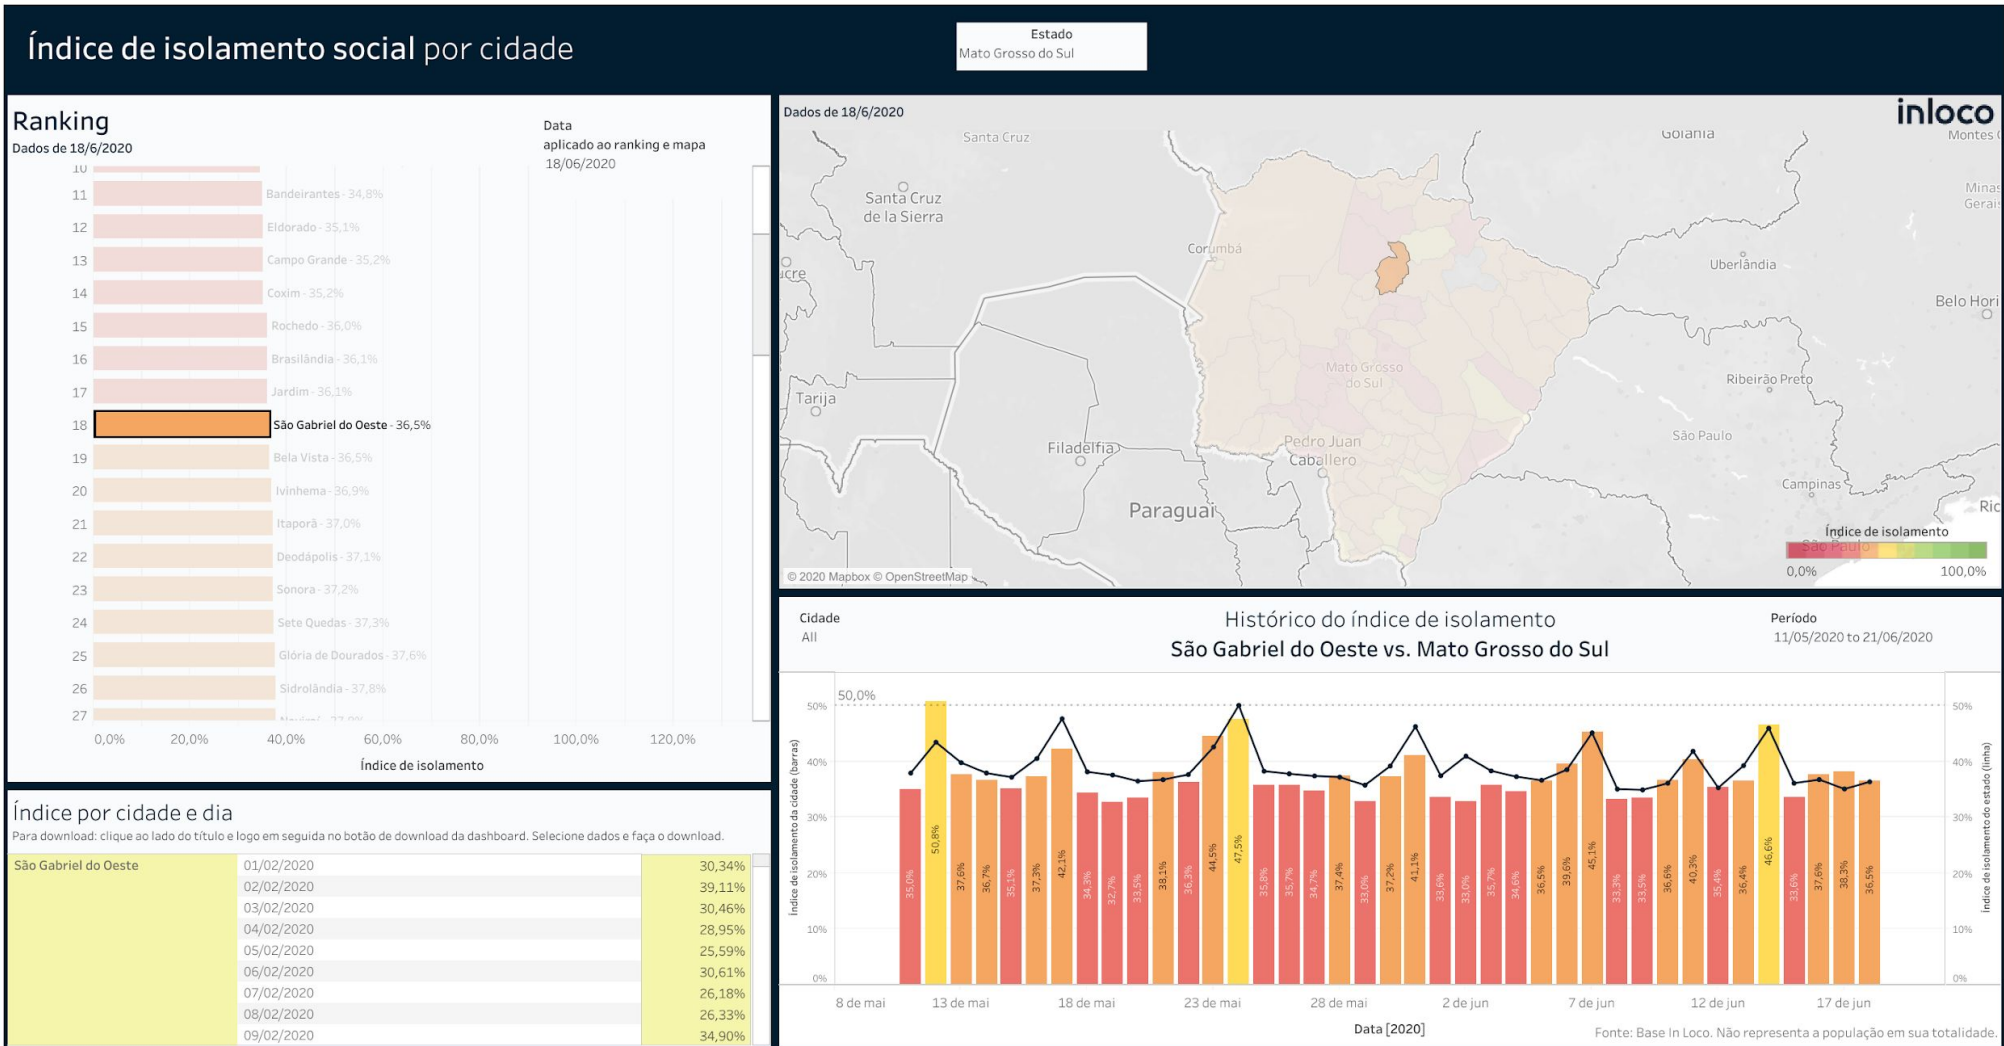 Índice de isolamento social por cidade
Estado
Mato Grosso do Sul
Ranking
Dados de 18/6/2020
Data
aplicado ao ranking e mapa
18/06/2020
10
11 Bandeirantes - 34,8%
12 Eldorado - 35,1%
13 Campo Grande - 35,2%
14 Coxim - 35,2%
15 Rochedo - 36,0%
16 Brasilândia - 36,1%
17 Jardim - 36,1%
18 São Gabriel do Oeste - 36,5%
19 Bela Vista - 36,5%
20 Ivinhema - 36,9%
21 Itaporã - 37,0%
22 Deodápolis - 37,1%
23 Sonora - 37,2%
24 Sete Quedas - 37,3%
25 Glória de Dourados - 37,6%
26 Sidrolândia - 37,8%
27
0,0% 20,0% 40,0% 60,0% 80,0% 100,0% 120,0%
Índice de isolamento
Índice por cidade e dia
Para download: clique ao lado do título e logo em seguida no botão de download da dashboard. Selecione dados e faça o download.
São Gabriel do Oeste 01/02/2020 30,34%
02/02/2020 39,11%
03/02/2020 30,46%
04/02/2020 28,95%
05/02/2020 25,59%
06/02/2020 30,61%
07/02/2020 26,18%
08/02/2020 26,33%
09/02/2020 34,90%
Dados de 18/6/2020
inloco
Santa Cruz
Goiânia
Montes
Santa Cruz
de la Sierra
Minas
Gerais
Corumbá
Uberlândia
ucre
Belo Hori
Mato Grosso
do Sul
Ribeirão Preto
Tarija
Filadelfia
Pedro Juan
Caballero
São Paulo
Campinas
Paraguai
Ric
Índice de isolamento
São Paulo
0,0% 100,0%
© 2020 Mapbox © OpenStreetMap
Cidade
All
Histórico do índice de isolamento
São Gabriel do Oeste vs. Mato Grosso do Sul
Período
11/05/2020 to 21/06/2020
Índice de isolamento da cidade (barras)
50%
40%
30%
20%
10%
0%
50,0%
35,0%
50,8%
37,6%
36,7%
35,1%
37,3%
42,1%
34,3%
32,7%
33,5%
38,1%
36,3%
44,5%
47,5%
35,8%
35,7%
34,7%
37,4%
33,0%
37,2%
41,1%
33,6%
33,0%
35,7%
34,6%
36,5%
39,6%
45,1%
33,3%
33,5%
36,6%
40,3%
35,4%
36,4%
46,6%
33,6%
37,6%
38,3%
36,5%
50%
40%
30%
20%
10%
0%
Índice de isolamento do estado (linha)
8 de mai 13 de mai 18 de mai 23 de mai 28 de mai 2 de jun 7 de jun 12 de jun 17 de jun
Data [2020]
Fonte: Base In Loco. Não representa a população em sua totalidade.